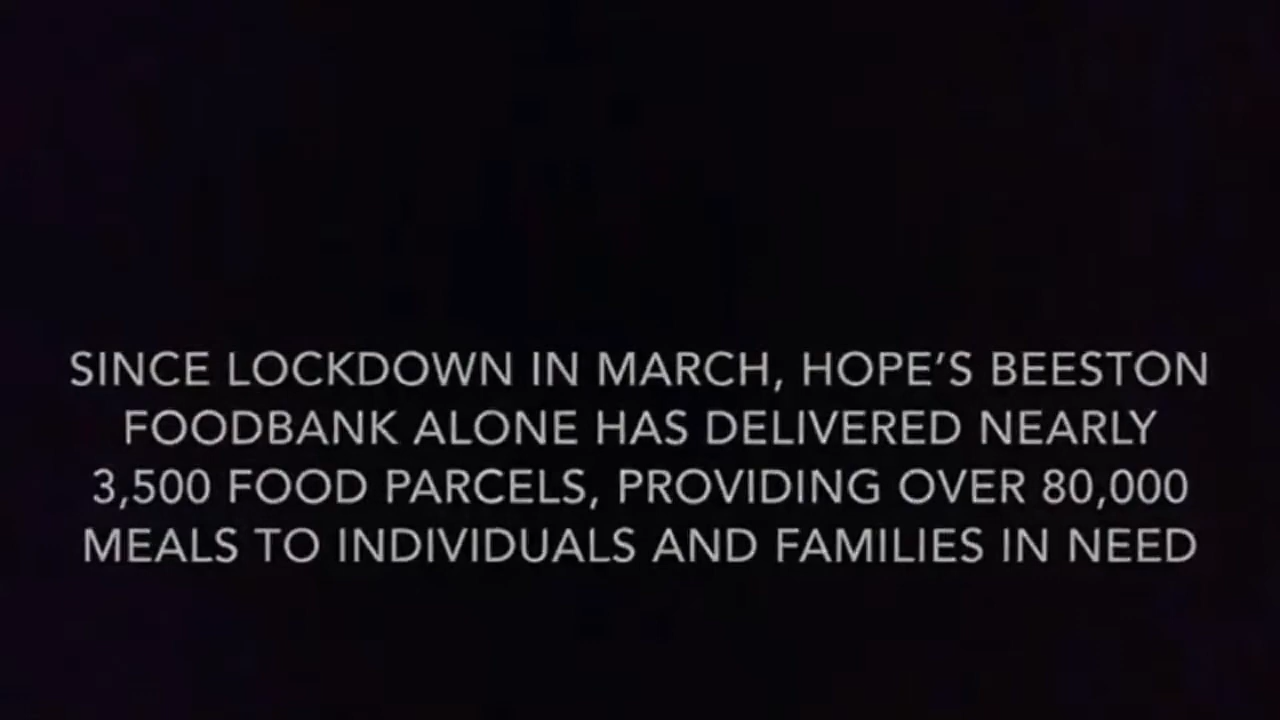 SINCE LOCKDOWN IN MARCH, HOPE’S BEESTON
FOODBANK ALONE HAS DELIVERED NEARLY
3,500 FOOD PARCELS, PROVIDING OVER 80,000
MEALS TO INDIVIDUALS AND FAMILIES IN NEED